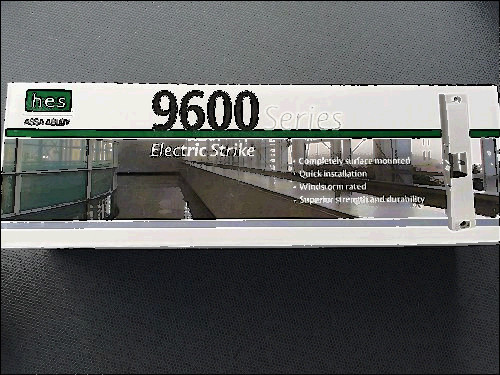 hes
ASSA ABLOY
9600 Series
Electric Strike
• Completely surface mounted
• Quick installation
• Windstorm rated
• Superior strength and durability